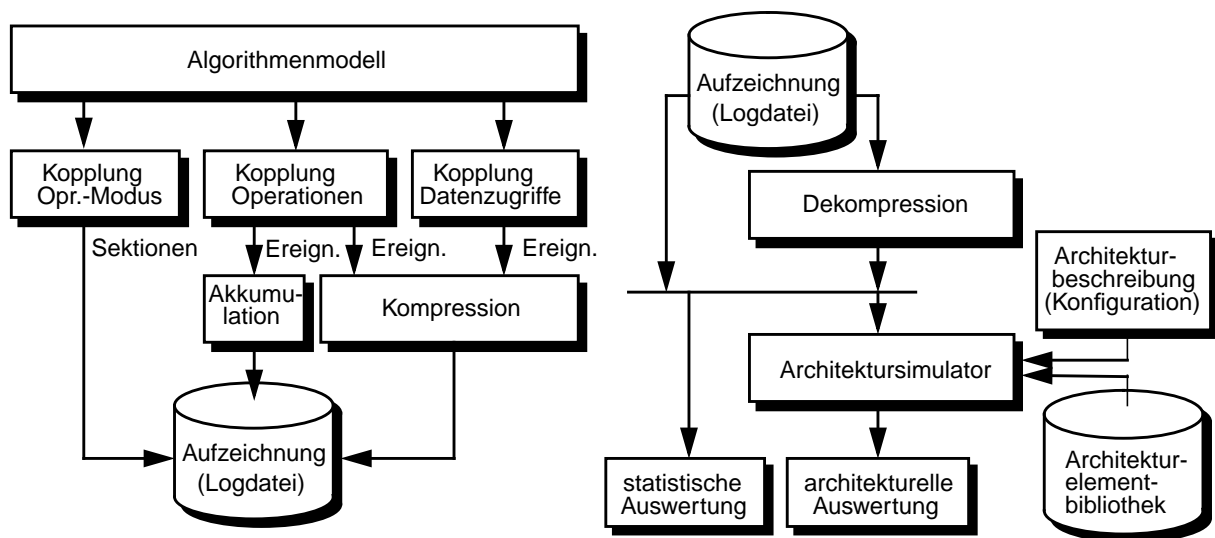 Algorithmenmodell
Kopplung
Opr.-Modus
Kopplung
Operationen
Kopplung
Datenzugriffe
Sektionen
Ereign.
Ereign.
Ereign.
Akkumu-
lation
Kompression
Aufzeichnung
(Logdatei)
Aufzeichnung
(Logdatei)
Dekompression
Architektur-
beschreibung
(Konfiguration)
Architektursimulator
statistische
Auswertung
architekturelle
Auswertung
Architektur-
element-
bibliothek